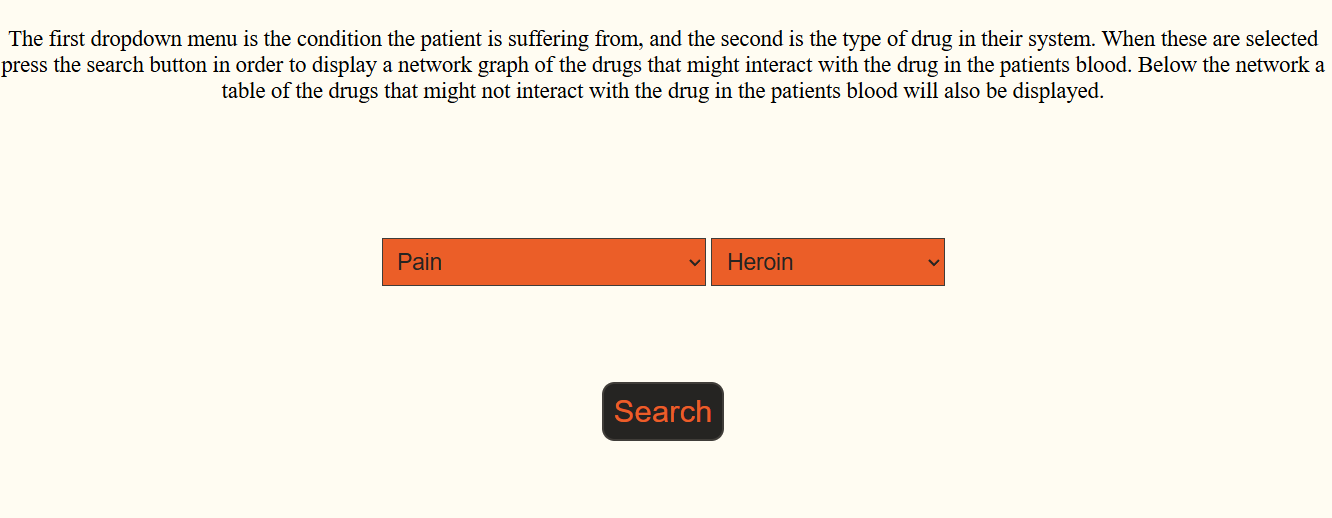 The first dropdown menu is the condition the patient is suffering from, and the second is the type of drug in their system. When these are selected
press the search button in order to display a network graph of the drugs that might interact with the drug in the patients blood. Below the network a
table of the drugs that might not interact with the drug in the patients blood will also be displayed.
Pain Heroin
Search